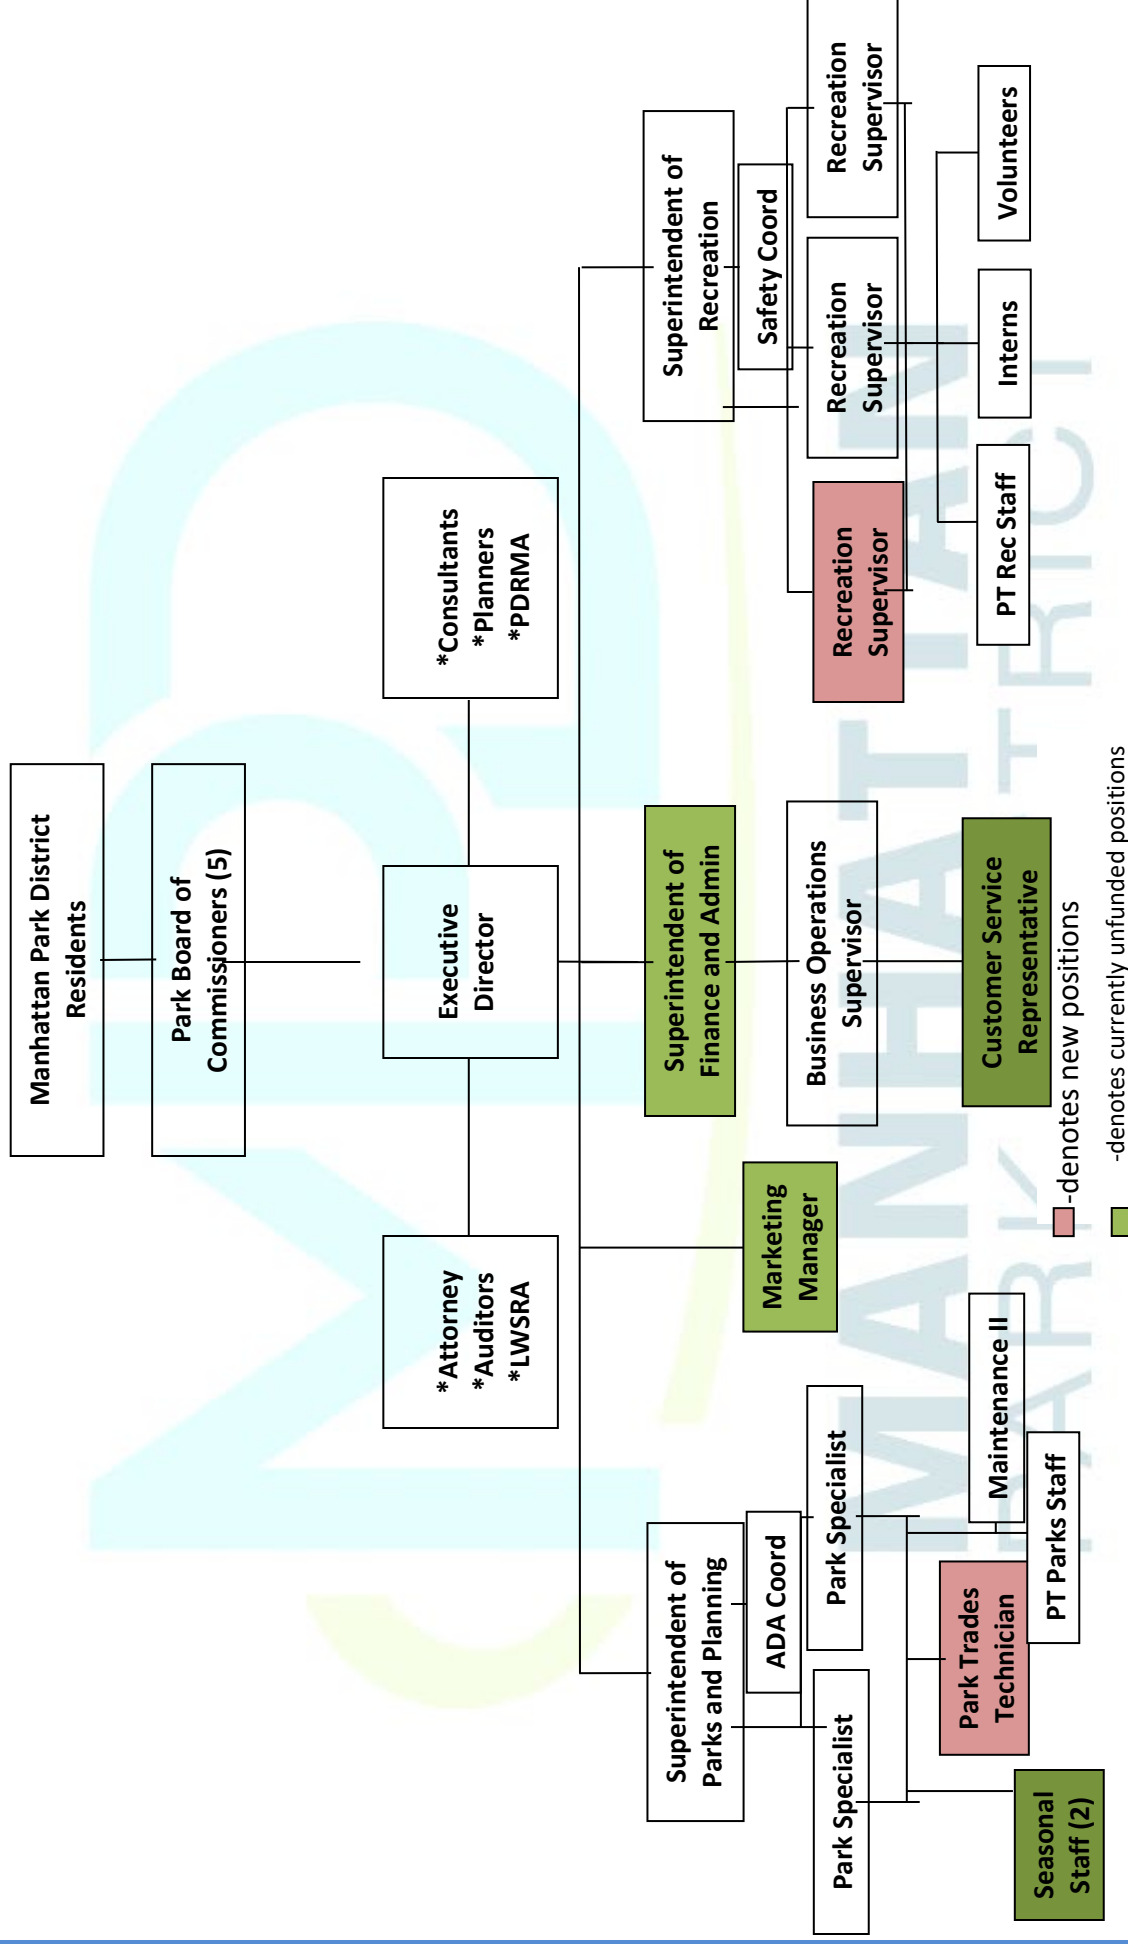 Manhattan Park District
Residents
Park Board of
Commissioners (5)
*Attorney
*Auditors
*LWSRA
Executive
Director
*Consultants
*Planners
*PDRMA
Superintendent of
Parks and Planning
ADA Coord
Park Specialist
Park Specialist
Seasonal
Staff (2)
Park Trades
Technician
Maintenance II
PT Parks Staff
Marketing
Manager
Superintendent of
Finance and Admin
Business Operations
Supervisor
Customer Service
Representative
Superintendent of
Recreation
Safety Coord
Recreation
Supervisor
Recreation
Supervisor
Recreation
Supervisor
PT Rec Staff
Interns
Volunteers
-denotes new positions
-denotes currently unfunded positions
MANHATTAN
PARK DISTRICT